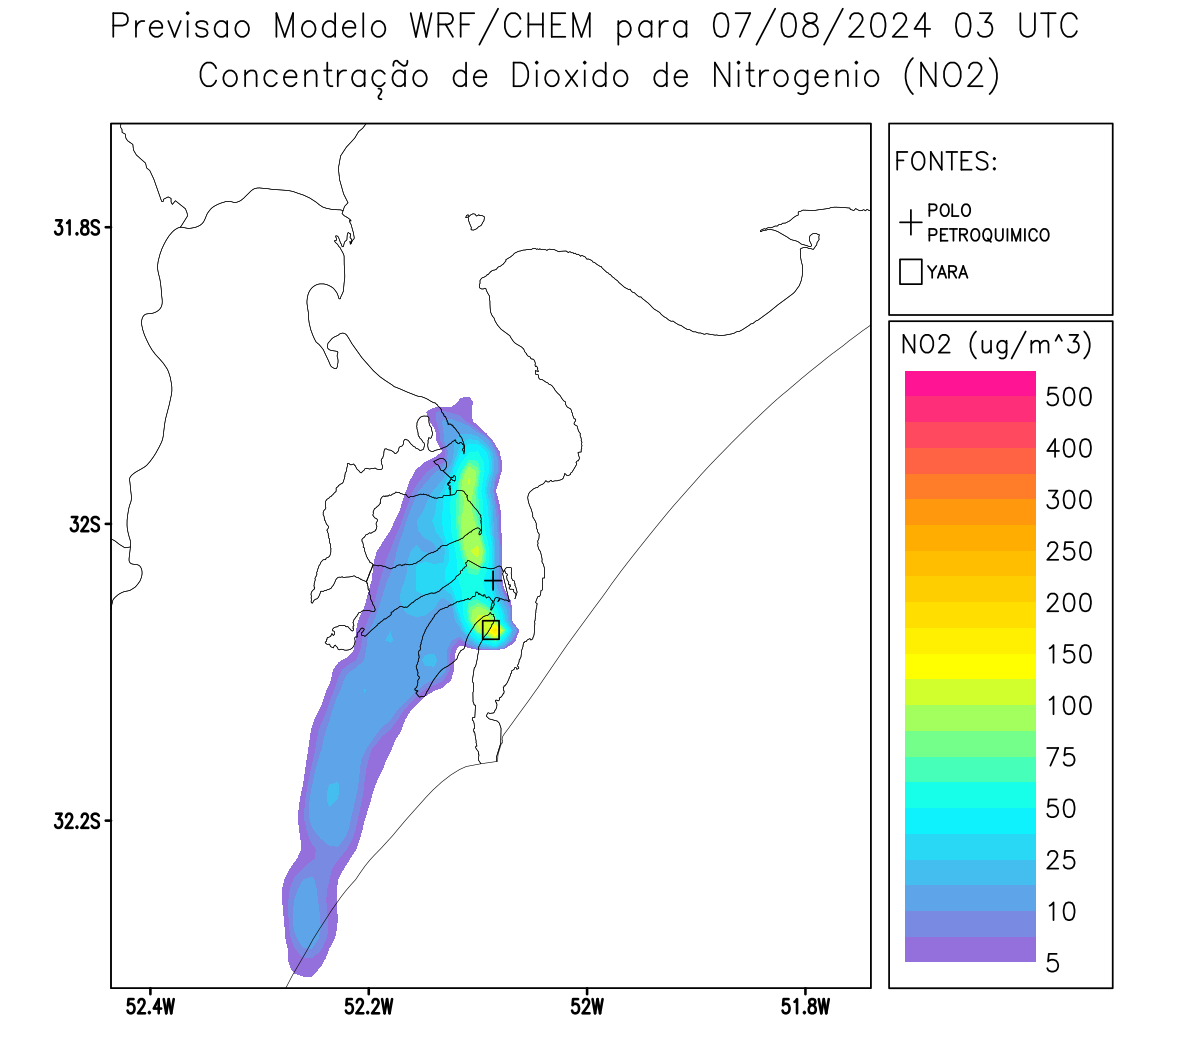 Previsao Modelo WRF/CHEM para 07/08/2024 03 UTC
Concentração de Dioxido de Nitrogenio (NO2)
FONTES:
POLO
PETROQUIMICO
YARA
NO2 (ug/m^3)
500
400
300
250
200
150
100
75
50
25
10
5
31.8S
32S
32.2S
52.4W
52.2W
52W
51.8W